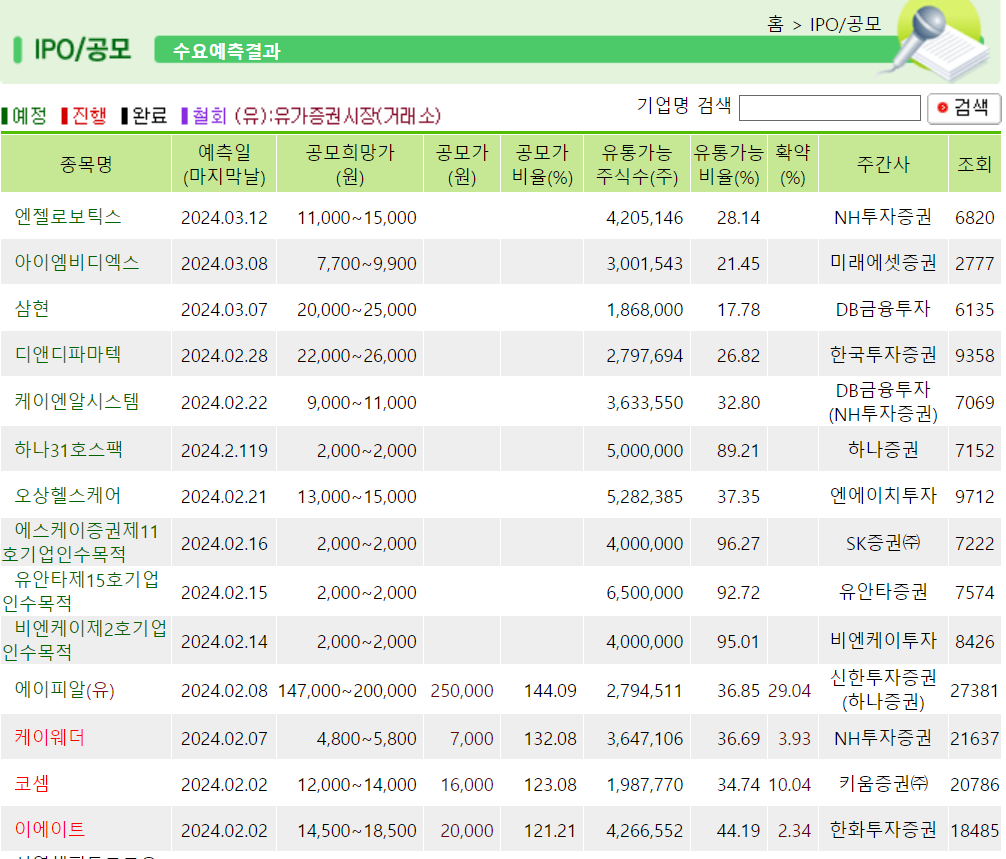 홈 > IPO/공모
IPO/공모 수요예측결과
예정 진행 완료 철회 (유):유가증권시장(거래소) 기업명 검색 검색
종목명 예측일 (마지막날) 공모희망가 (원) 공모가 (원) 공모가 비율(%) 유통가능 주식수(주) 유통가능 비율(%) 확약 (%) 주간사 조회
엔젤로보틱스 2024.03.12 11,000~15,000 4,205,146 28.14 NH투자증권 6820
아이엠비디엑스 2024.03.08 7,700~9,900 3,001,543 21.45 미래에셋증권 2777
삼현 2024.03.07 20,000~25,000 1,868,000 17.78 DB금융투자 6135
디앤디파마텍 2024.02.28 22,000~26,000 2,797,694 26.82 한국투자증권 9358
케이엔알시스템 2024.02.22 9,000~11,000 3,633,550 32.80 DB금융투자 (NH투자증권) 7069
하나31호스팩 2024.2.119 2,000~2,000 5,000,000 89.21 하나증권 7152
오상헬스케어 2024.02.21 13,000~15,000 5,282,385 37.35 엔에이치투자 9712
에스케이증권제11호기업인수목적 2024.02.16 2,000~2,000 4,000,000 96.27 SK증권㈜ 7222
유안타제15호기업인수목적 2024.02.15 2,000~2,000 6,500,000 92.72 유안타증권 7574
비엔케이제2호기업인수목적 2024.02.14 2,000~2,000 4,000,000 95.01 비엔케이투자 8426
에이피알(유) 2024.02.08 147,000~200,000 250,000 144.09 2,794,511 36.85 29.04 신한투자증권 (하나증권) 27381
케이웨더 2024.02.07 4,800~5,800 7,000 132.08 3,647,106 36.69 3.93 NH투자증권 21637
코셈 2024.02.02 12,000~14,000 16,000 123.08 1,987,770 34.74 10.04 키움증권㈜ 20786
이에이트 2024.02.02 14,500~18,500 20,000 121.21 4,266,552 44.19 2.34 한화투자증권 18485